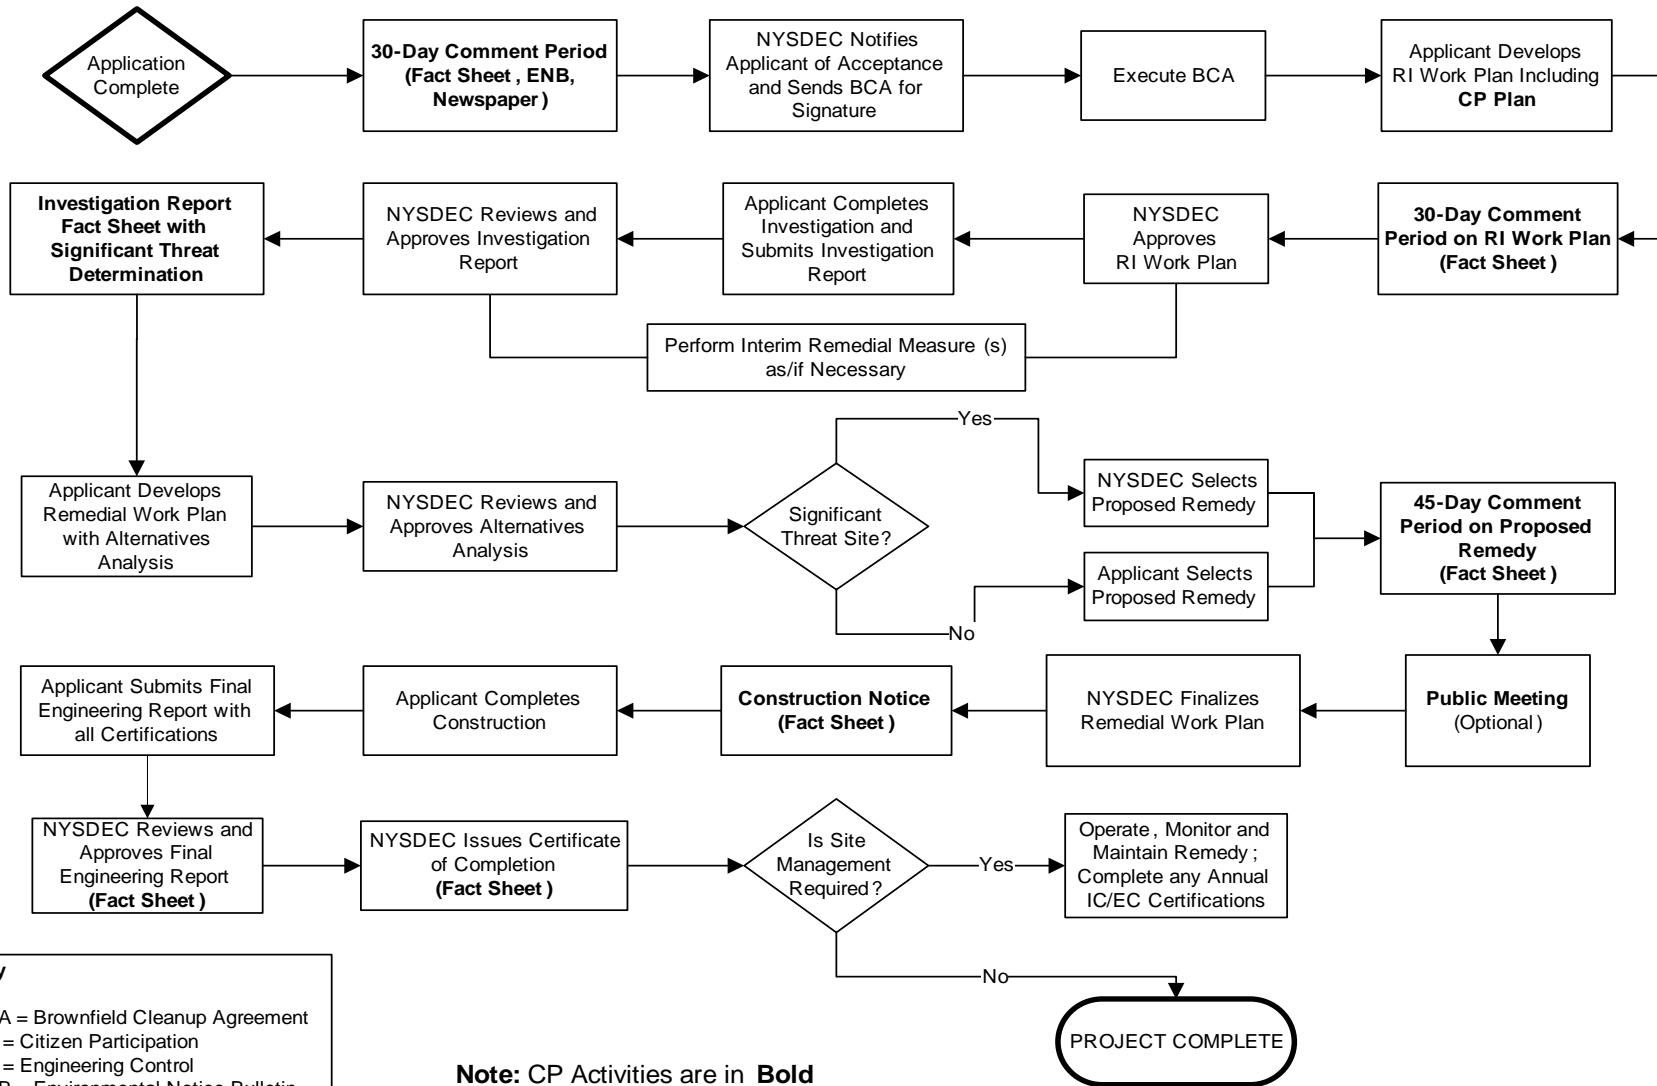 Application
Complete
30-Day Comment Period
(Fact Sheet , ENB,
Newspaper )
NYSDEC Notifies
Applicant of Acceptance
and Sends BCA for
Signature
Execute BCA
Applicant Develops
RI Work Plan Including
CP Plan
30-Day Comment
Period on RI Work Plan
(Fact Sheet )
NYSDEC
Approves
RI Work Plan
Applicant Completes
Investigation and
Submits Investigation
Report
NYSDEC Reviews and
Approves Investigation
Report
Investigation Report
Fact Sheet with
Significant Threat
Determination
Perform Interim Remedial Measure (s)
as/if Necessary
Applicant Develops
Remedial Work Plan
with Alternatives
Analysis
NYSDEC Reviews and
Approves Alternatives
Analysis
Significant
Threat Site?
Yes
No
NYSDEC Selects
Proposed Remedy
Applicant Selects
Proposed Remedy
45-Day Comment
Period on Proposed
Remedy
(Fact Sheet )
Public Meeting
(Optional )
NYSDEC Finalizes
Remedial Work Plan
Construction Notice
(Fact Sheet )
Applicant Completes
Construction
Applicant Submits Final
Engineering Report with
all Certifications
NYSDEC Reviews and
Approves Final
Engineering Report
(Fact Sheet )
NYSDEC Issues Certificate
of Completion
(Fact Sheet )
Is Site
Management
Required ?
Yes
Operate , Monitor and
Maintain Remedy ;
Complete any Annual
IC/EC Certifications
No
PROJECT COMPLETE
y
A = Brownfield Cleanup Agreement
= Citizen Participation
= Engineering Control
= Environmental Notice Bulletin
Note: CP Activities are in Bold